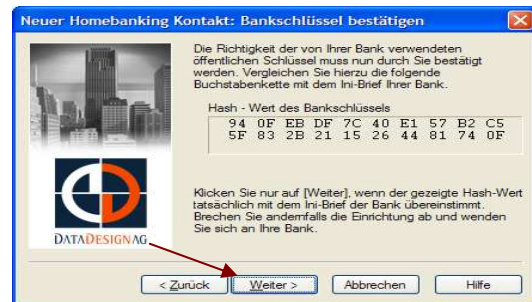 Neuer Homebanking Kontakt: Bankschlüssel bestätigen
Die Richtigkeit der von Ihrer Bank verwendeten
öffentlichen Schlüssel muss nun durch Sie bestätigt
werden. Vergleichen Sie hierzu die folgende
Buchstabenkette mit dem Ini-Brief Ihrer Bank.
Hash - Wert des Bankschlüssels
94 0F EB DF 7C 40 E1 57 B2 C5
5F 83 2B 21 15 26 44 81 74 0F
Klicken Sie nur auf [Weiter], wenn der gezeigte Hash-Wert
tatsächlich mit dem Ini-Brief der Bank übereinstimmt.
Brechen Sie andernfalls die Einrichtung ab und wenden
Sie sich an Ihre Bank.
DATADESIGNAG
< Zurück
Weiter >
Abbrechen
Hilfe